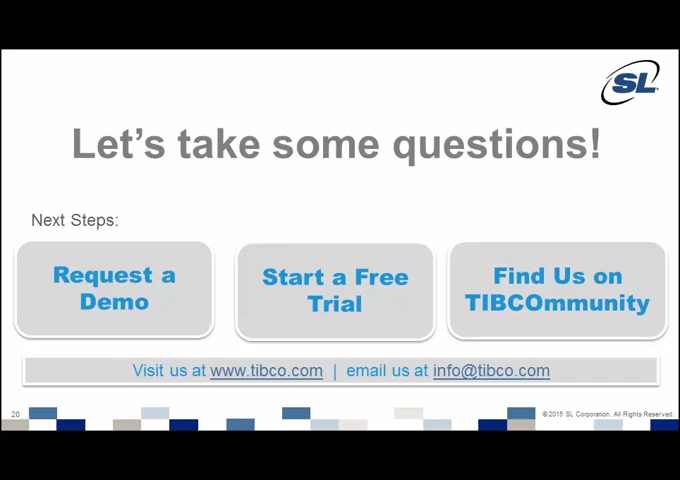 SL
Let's take some questions!
Next Steps:
Request a
Demo
Start a Free
Trial
Find Us on
TIBCOmmunity
Visit us at www.tibco.com | email us at info@tibco.com
20
©2015 SL Corporation. All Rights Reserved.